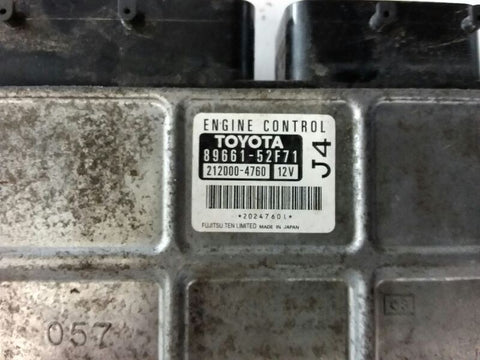 ENGINE CONTROL
TOYOTA
89661-52F71
212000-4760 12V
J4
*2024760L*
FUJITSU TEN LIMITED MADE IN JAPAN
057